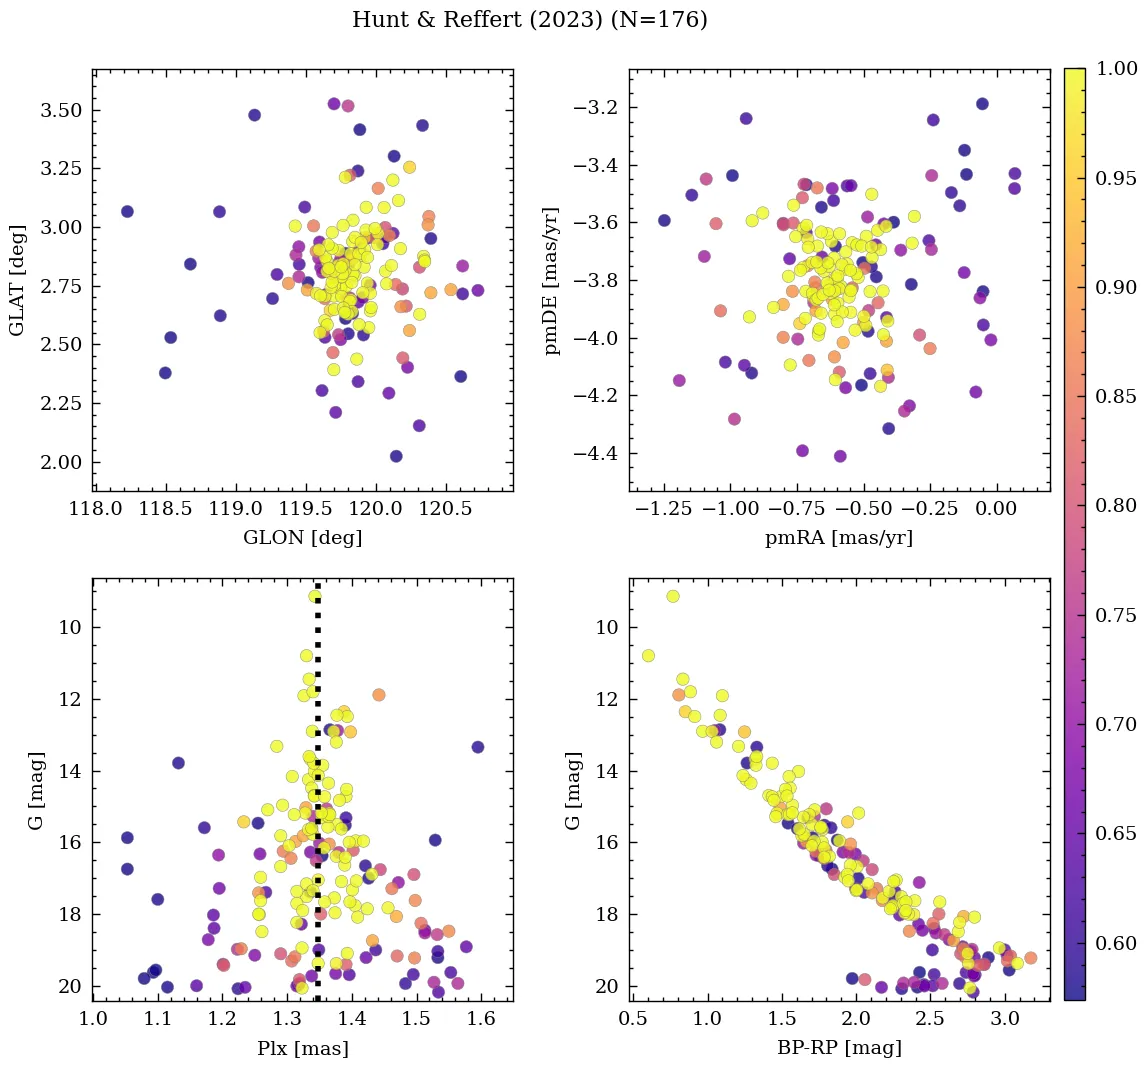 Hunt & Reffert (2023) (N=176)
3.50
3.25
3.00
2.75
2.50
2.25
2.00
GLAT [deg]
118.0 118.5 119.0 119.5 120.0 120.5
GLON [deg]
−3.2
−3.4
−3.6
−3.8
−4.0
−4.2
−4.4
pmDE [mas/yr]
−1.25 −1.00 −0.75 −0.50 −0.25 0.00
pmRA [mas/yr]
10
12
14
16
18
20
G [mag]
1.0 1.1 1.2 1.3 1.4 1.5 1.6
Plx [mas]
10
12
14
16
18
20
G [mag]
0.5 1.0 1.5 2.0 2.5 3.0
BP-RP [mag]
1.00
0.95
0.90
0.85
0.80
0.75
0.70
0.65
0.60